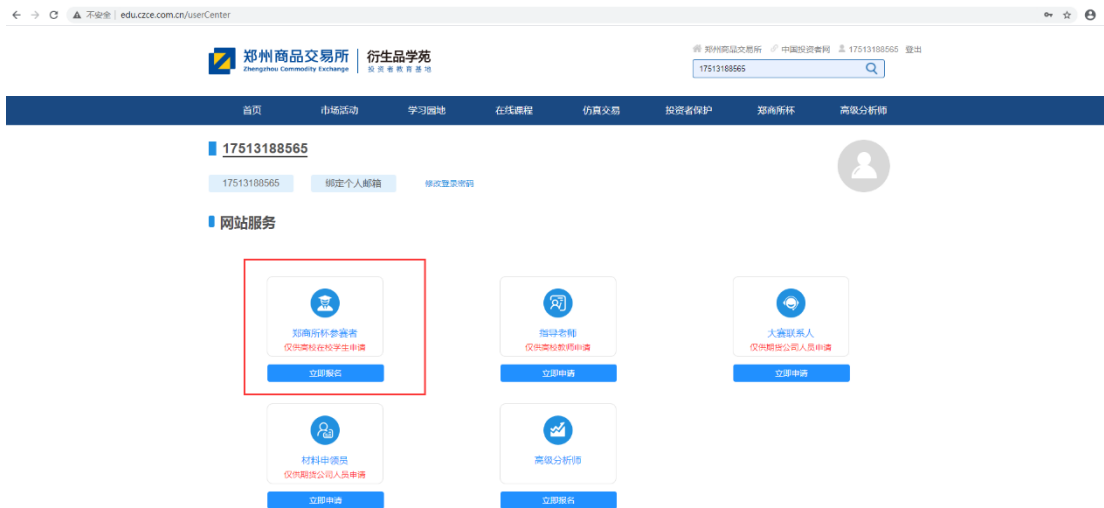 不安全 | edu.czce.com.cn/userCenter
郑州商品交易所 衍生品学苑
Zhengzhou Commodity Exchange 投资者教育基地
郑州商品交易所 中国投资者网 17513188565 登出
17513188565
首页 市场活动 学习园地 在线课程 仿真交易 投资者保护 郑商所杯 高级分析师
17513188565
17513188565 绑定个人邮箱 修改登录密码
网站服务
郑商所杯参赛者 指导老师 大赛联系人
仅供高校在校学生申请 仅供高校教师申请 仅供期货公司人员申请
立即报名 立即申请 立即申请
材料申领员 高级分析师
仅供期货公司人员申请
立即申请 立即报名